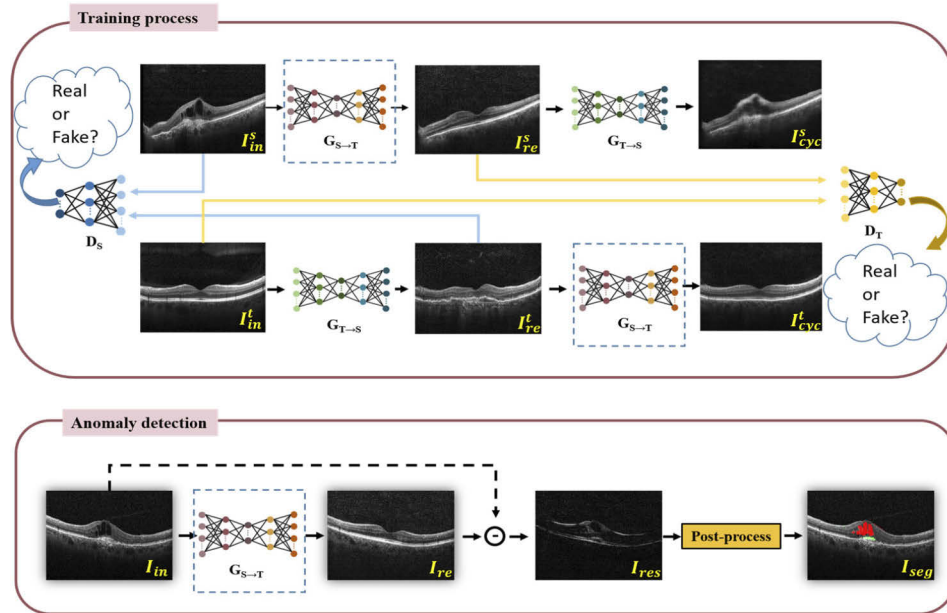 Training process
Real
or
Fake?
I^s_in
G_S→T
I^s_re
G_T→S
I^s_cyc
D_S
D_T
I^t_in
G_T→S
I^t_re
G_S→T
I^t_cyc
Real
or
Fake?
Anomaly detection
I_in
G_S→T
I_re
-
I_res
Post-process
I_seg